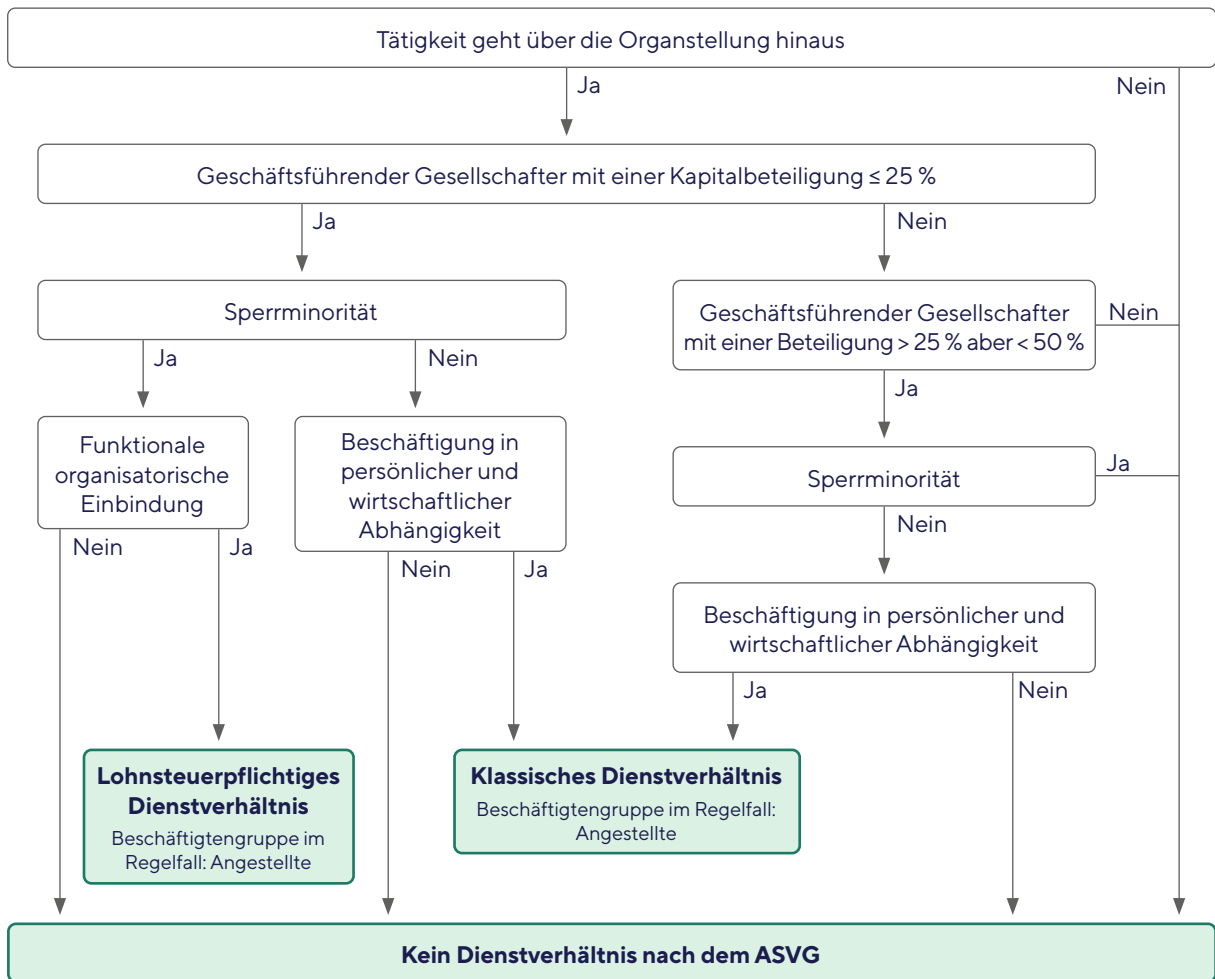 Tätigkeit geht über die Organstellung hinaus
Ja
Nein
Geschäftsführender Gesellschafter mit einer Kapitalbeteiligung ≤ 25 %
Ja
Nein
Sperrminorität
Geschäftsführender Gesellschafter
mit einer Beteiligung > 25 % aber < 50 %
Nein
Ja
Nein
Ja
Funktionale
organisatorische
Einbindung
Beschäftigung in
persönlicher und
wirtschaftlicher
Abhängigkeit
Sperrminorität
Ja
Nein
Nein
Ja
Nein
Ja
Beschäftigung in persönlicher und
wirtschaftlicher Abhängigkeit
Ja
Nein
Lohnsteuerpflichtiges
Dienstverhältnis
Beschäftigtengruppe im
Regelfall: Angestellte
Klassisches Dienstverhältnis
Beschäftigtengruppe im Regelfall:
Angestellte
Kein Dienstverhältnis nach dem ASVG